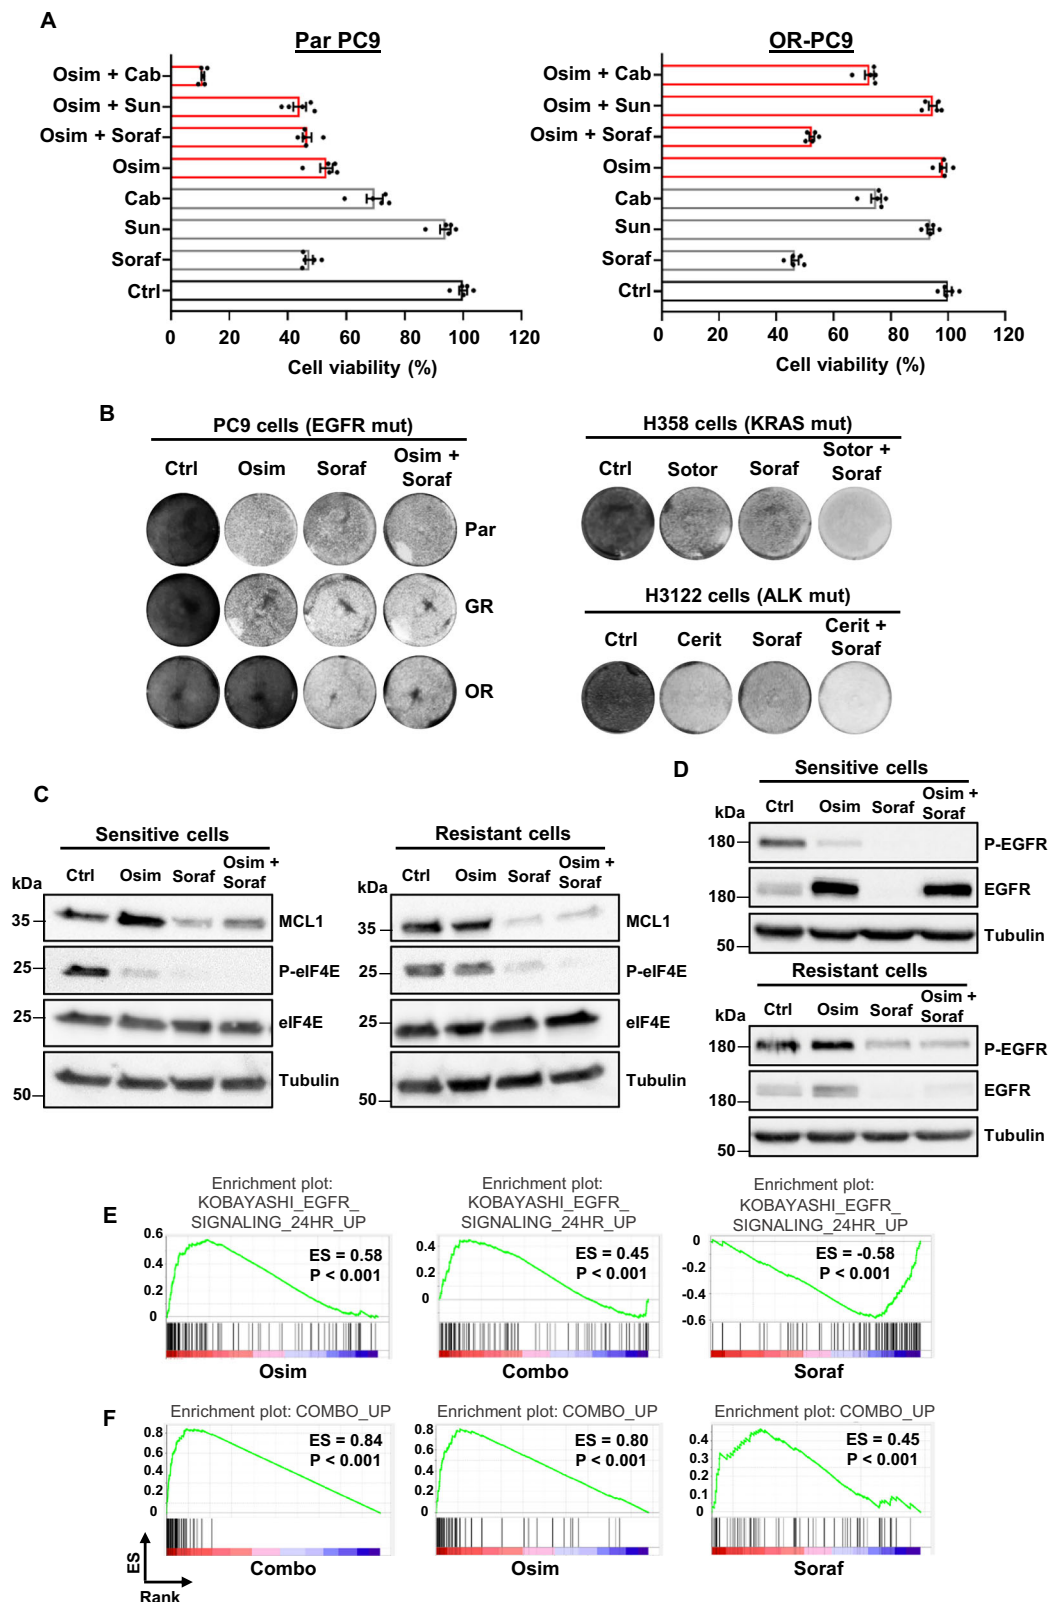 A
Par PC9
OR-PC9
Osim + Cab
Osim + Sun
Osim + Soraf
Osim
Cab
Sun
Soraf
Ctrl
0 20 40 60 80 100 120
Cell viability (%)
Osim + Cab
Osim + Sun
Osim + Soraf
Osim
Cab
Sun
Soraf
Ctrl
0 20 40 60 80 100 120
Cell viability (%)
B
PC9 cells (EGFR mut)
Ctrl Osim Soraf Osim +
Soraf
Par
GR
OR
H358 cells (KRAS mut)
Ctrl Sotor Soraf Sotor +
Soraf
H3122 cells (ALK mut)
Ctrl Cerit Soraf Cerit +
Soraf
C
Sensitive cells
kDa Ctrl Osim Soraf Osim +
Soraf
35 MCL1
25 P-eIF4E
25 eIF4E
50 Tubulin
Resistant cells
kDa Ctrl Osim Soraf Osim +
Soraf
35 MCL1
25 P-eIF4E
25 eIF4E
50 Tubulin
D
Sensitive cells
kDa Ctrl Osim Soraf Osim +
Soraf
180 P-EGFR
180 EGFR
50 Tubulin
Resistant cells
kDa Ctrl Osim Soraf Osim +
Soraf
180 P-EGFR
180 EGFR
50 Tubulin
E
Enrichment plot:
KOBAYASHI_EGFR_
SIGNALING_24HR_UP
0.6
0.4
0.2
0
ES = 0.58
P < 0.001
Osim
Enrichment plot:
KOBAYASHI_EGFR_
SIGNALING_24HR_UP
0.4
0.2
0
ES = 0.45
P < 0.001
Combo
Enrichment plot:
KOBAYASHI_EGFR_
SIGNALING_24HR_UP
0
-0.2
-0.4
-0.6
ES = -0.58
P < 0.001
Soraf
F
Enrichment plot: COMBO_UP
0.8
0.6
0.4
0.2
0
ES = 0.84
P < 0.001
Combo
Enrichment plot: COMBO_UP
0.8
0.6
0.4
0.2
0
ES = 0.80
P < 0.001
Osim
Enrichment plot: COMBO_UP
0.4
0.3
0.2
0.1
0
ES = 0.45
P < 0.001
Soraf
ES
Rank